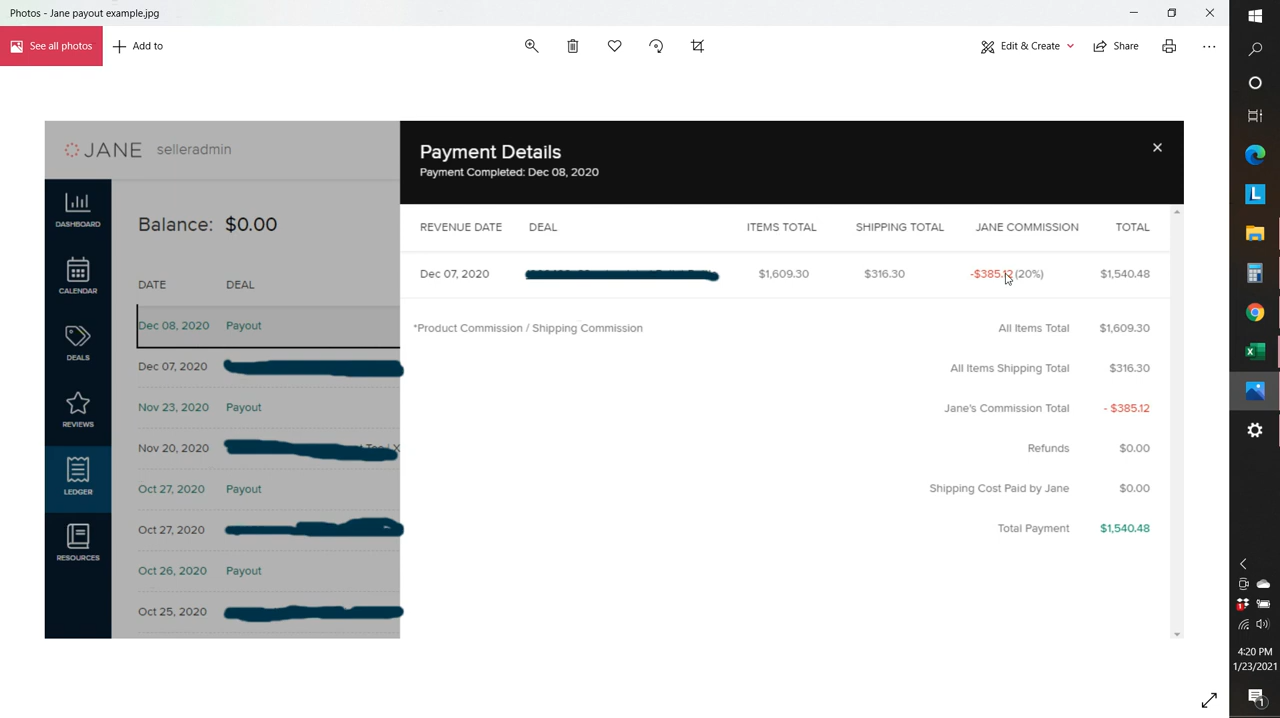 Photos - Jane payout example.jpg
See all photos
Add to
Edit & Create
Share
JANE selleradmin
Payment Details
Payment Completed: Dec 08, 2020
DASHBOARD
CALENDAR
DEALS
REVIEWS
LEDGER
RESOURCES
Balance: $0.00
DATE DEAL
Dec 08, 2020 Payout
Dec 07, 2020
Nov 23, 2020 Payout
Nov 20, 2020
Oct 27, 2020 Payout
Oct 27, 2020
Oct 26, 2020 Payout
Oct 25, 2020
REVENUE DATE DEAL ITEMS TOTAL SHIPPING TOTAL JANE COMMISSION TOTAL
Dec 07, 2020 $1,609.30 $316.30 -$385.12 (20%) $1,540.48
*Product Commission / Shipping Commission
All Items Total $1,609.30
All Items Shipping Total $316.30
Jane's Commission Total - $385.12
Refunds $0.00
Shipping Cost Paid by Jane $0.00
Total Payment $1,540.48
4:20 PM
1/23/2021